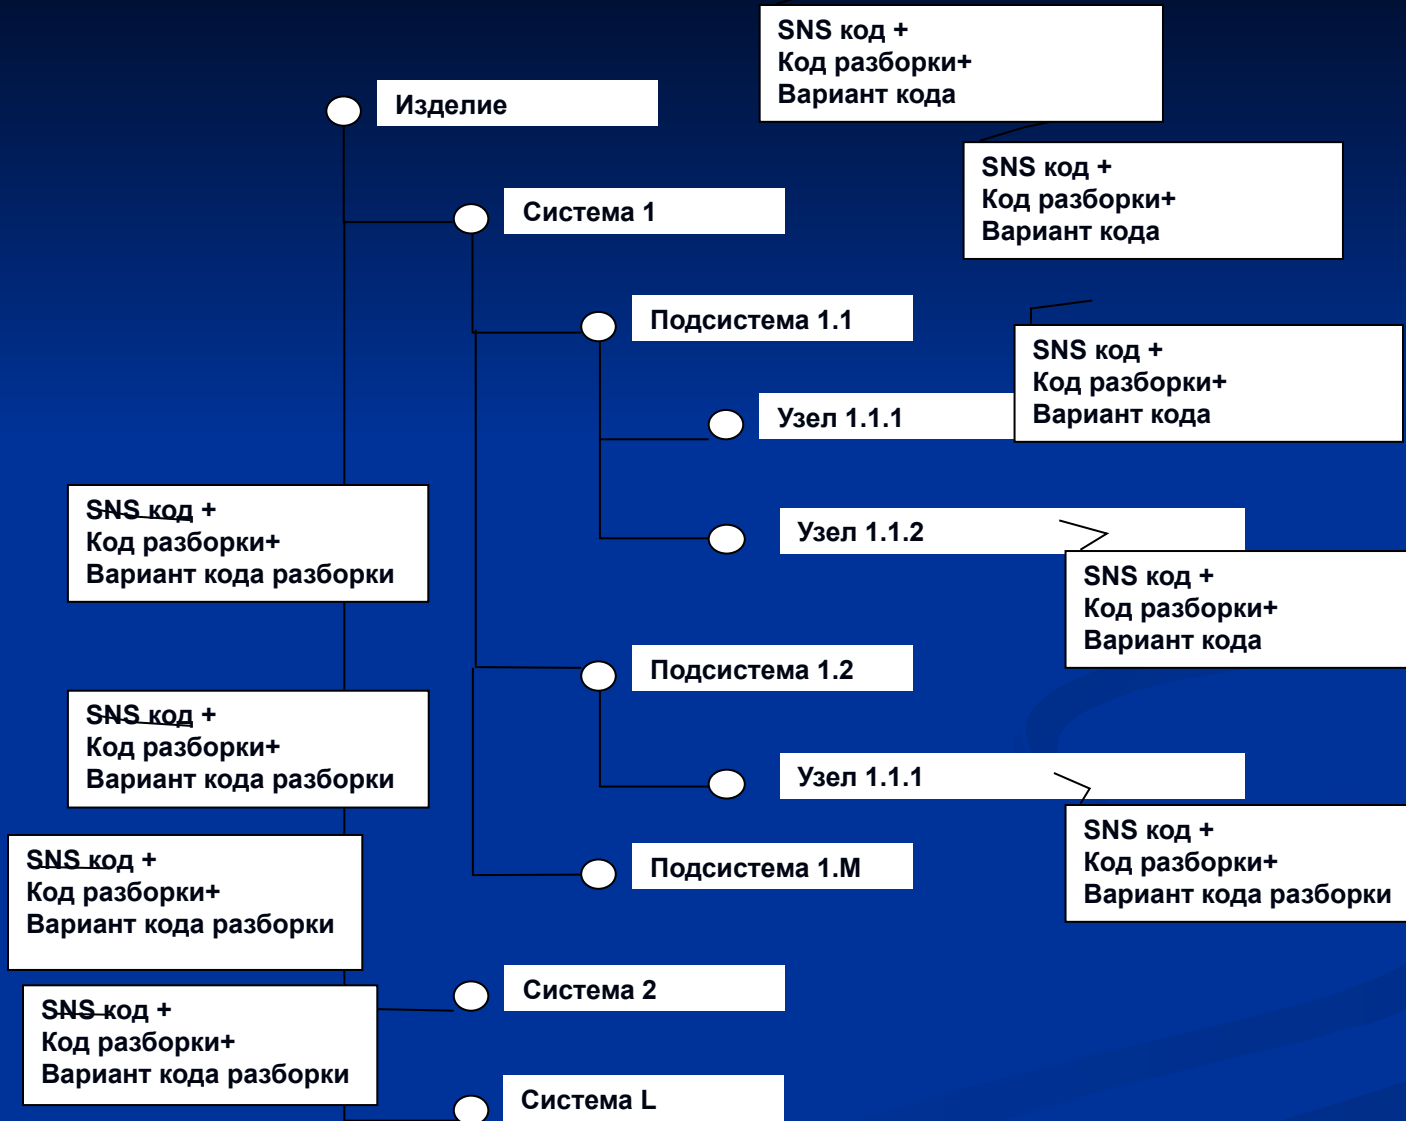 SNS код +
Код разборки+
Вариант кода
Изделие
SNS код +
Код разборки+
Вариант кода
Система 1
Подсистема 1.1
SNS код +
Код разборки+
Вариант кода
Узел 1.1.1
SNS код +
Код разборки+
Вариант кода разборки
Узел 1.1.2
SNS код +
Код разборки+
Вариант кода
Подсистема 1.2
SNS код +
Код разборки+
Вариант кода разборки
Узел 1.1.1
SNS код +
Код разборки+
Вариант кода разборки
Подсистема 1.М
SNS код +
Код разборки+
Вариант кода разборки
Система 2
SNS код +
Код разборки+
Вариант кода разборки
Система L